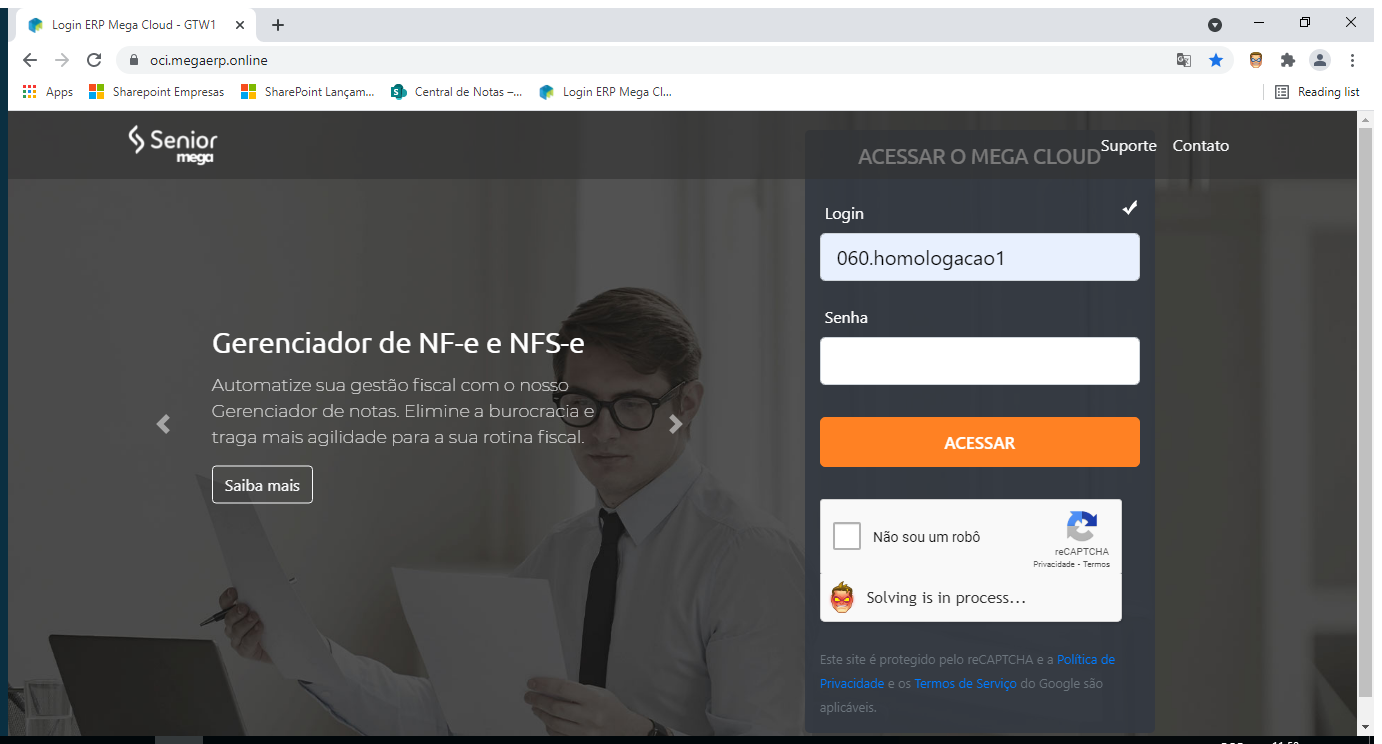 Login ERP Mega Cloud - GTW1
oci.megaerp.online
Apps
Sharepoint Empresas
SharePoint Lançam...
Central de Notas –...
Login ERP Mega Cl...
Reading list
Senior
mega
ACESSAR O MEGA CLOUD
Suporte
Contato
Login
060.homologacao1
Senha
Gerenciador de NF-e e NFS-e
Automatize sua gestão fiscal com o nosso
Gerenciador de notas. Elimine a burocracia e
traga mais agilidade para a sua rotina fiscal.
Saiba mais
ACESSAR
Não sou um robô
reCAPTCHA
Privacidade - Termos
Solving is in process...
Este site é protegido pelo reCAPTCHA e a Política de
Privacidade e os Termos de Serviço do Google são
aplicáveis.